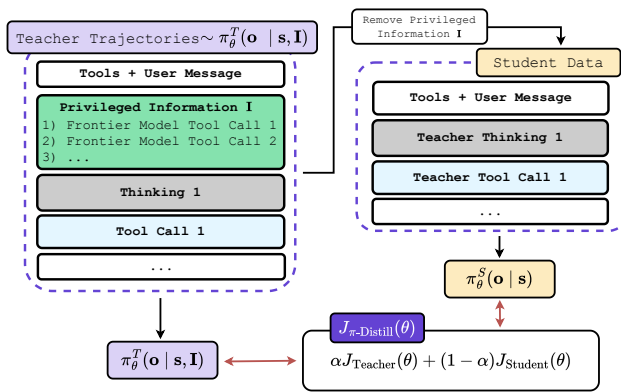 Teacher Trajectories∼ π_θ^T(o | s, I)
Tools + User Message
Privileged Information I
1) Frontier Model Tool Call 1
2) Frontier Model Tool Call 2
3) ...
Thinking 1
Tool Call 1
...
π_θ^T(o | s, I)
Remove Privileged
Information I
Student Data
Tools + User Message
Teacher Thinking 1
Teacher Tool Call 1
...
π_θ^S(o | s)
J_π-Distill(θ)
αJ_Teacher(θ) + (1 − α)J_Student(θ)